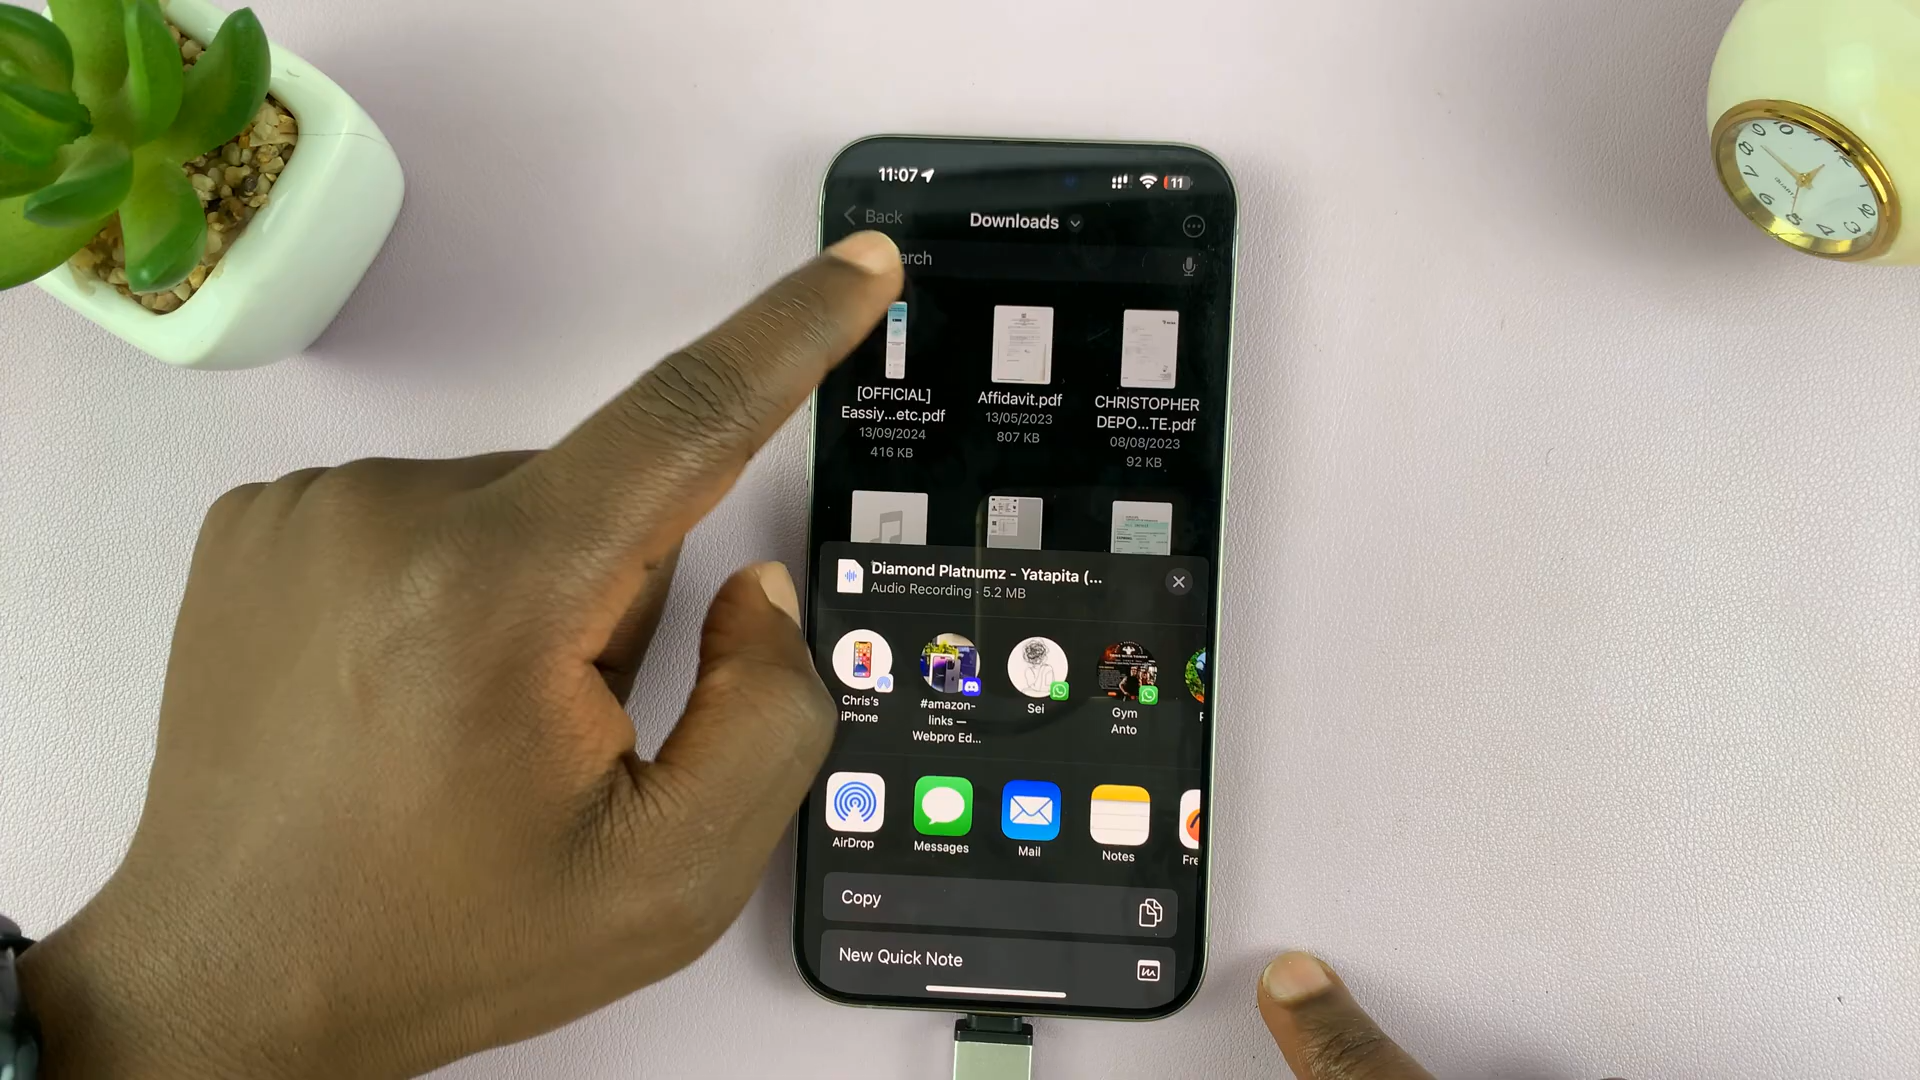 11:07
11
Back
Downloads
arch
[OFFICIAL]
Eassiy...etc.pdf
13/09/2024
416 KB
Affidavit.pdf
13/05/2023
807 KB
CHRISTOPHER
DEPO...TE.pdf
08/08/2023
92 KB
Diamond Platnumz - Yatapita (...
Audio Recording · 5.2 MB
Chris's
iPhone
#amazon-
links —
Webpro Ed...
Sei
Gym
Anto
AirDrop
Messages
Mail
Notes
Fre
Copy
New Quick Note